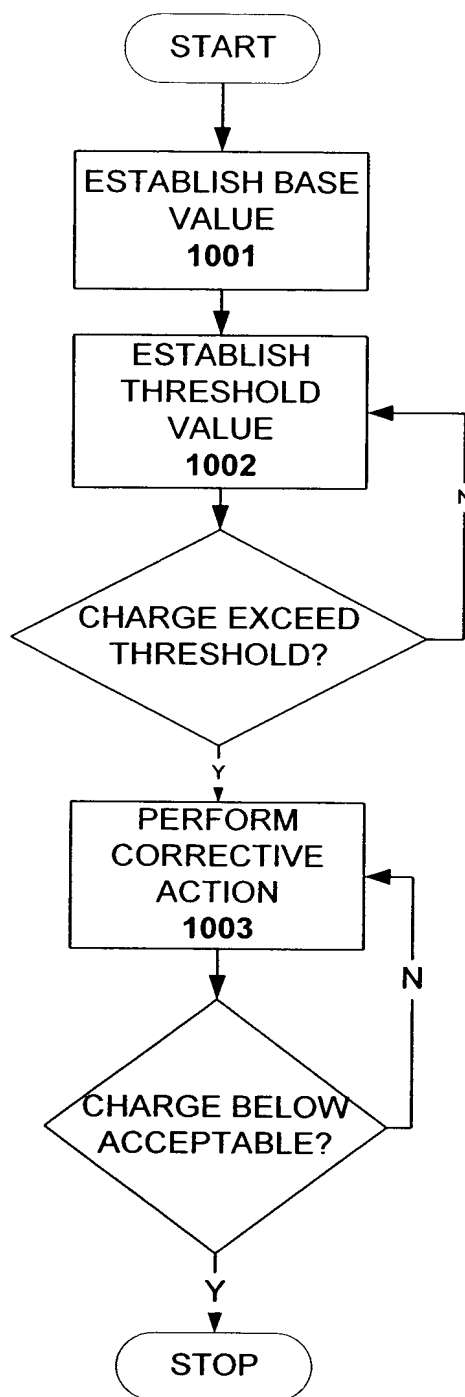 START
ESTABLISH BASE
VALUE
1001
ESTABLISH
THRESHOLD
VALUE
1002
N
CHARGE EXCEED
THRESHOLD?
Y
PERFORM
CORRECTIVE
ACTION
1003
N
CHARGE BELOW
ACCEPTABLE?
Y
STOP